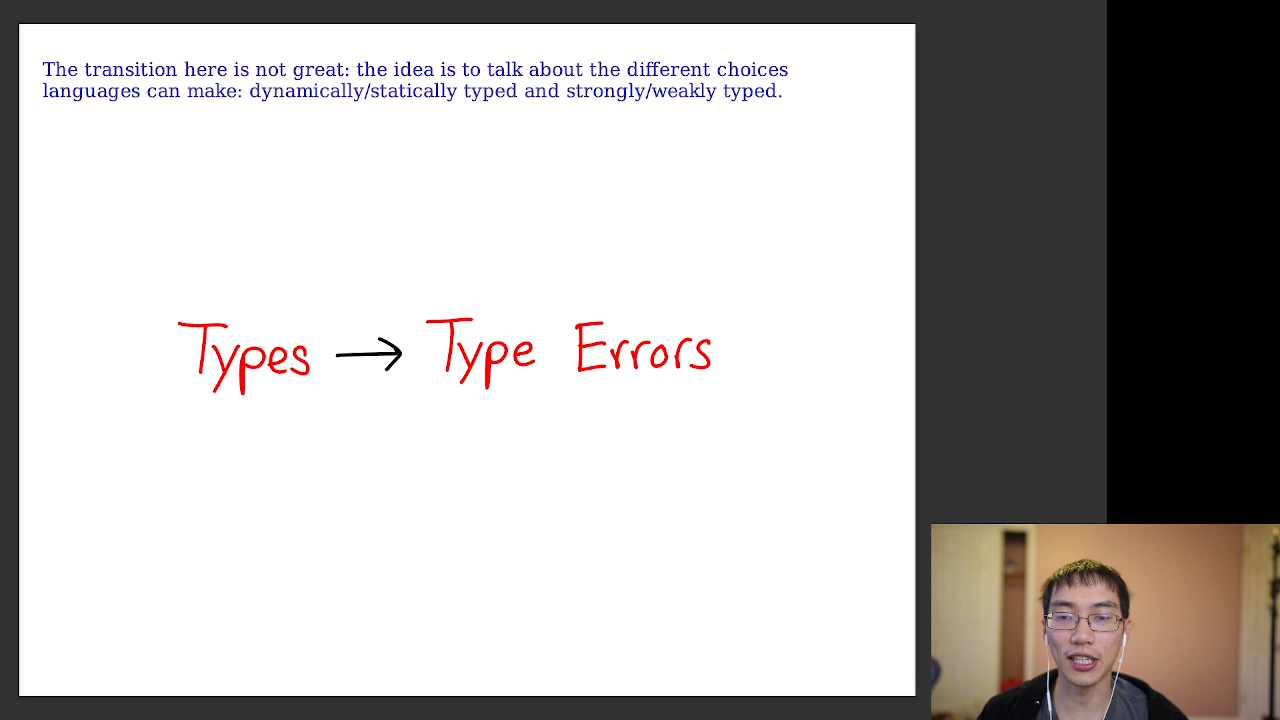 The transition here is not great: the idea is to talk about the different choices
languages can make: dynamically/statically typed and strongly/weakly typed.
Types → Type Errors